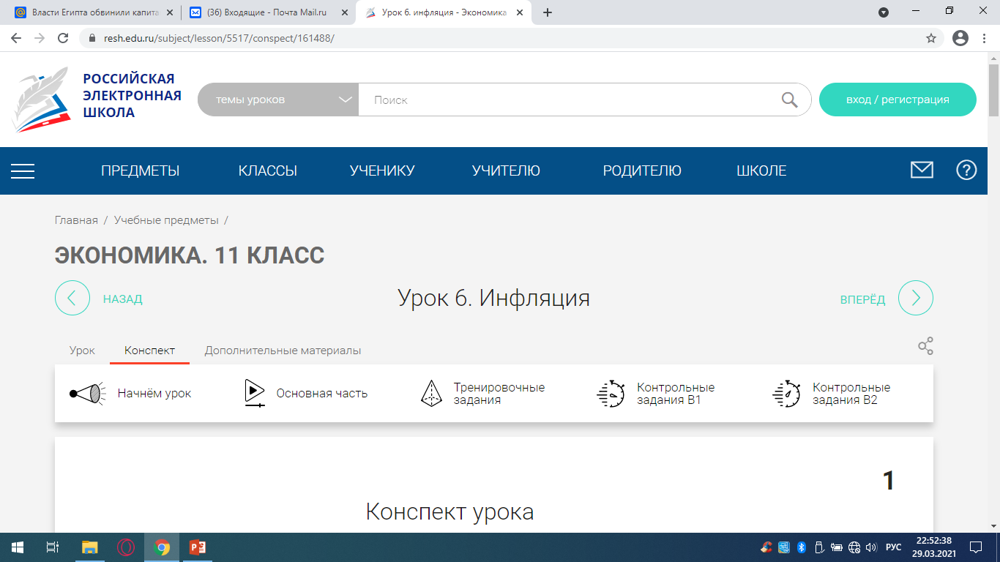 Власти Египта обвинили капита
(36) Входящие - Почта Mail.ru
Урок 6. инфляция - Экономика
resh.edu.ru/subject/lesson/5517/conspect/161488/
РОССИЙСКАЯ
ЭЛЕКТРОННАЯ
ШКОЛА
темы уроков
Поиск
вход / регистрация
ПРЕДМЕТЫ
КЛАССЫ
УЧЕНИКУ
УЧИТЕЛЮ
РОДИТЕЛЮ
ШКОЛЕ
Главная / Учебные предметы /
ЭКОНОМИКА. 11 КЛАСС
НАЗАД
Урок 6. Инфляция
ВПЕРЁД
Урок
Конспект
Дополнительные материалы
Начнём урок
Основная часть
Тренировочные
задания
Контрольные
задания В1
Контрольные
задания В2
1
Конспект урока
РУС
22:52:38
29.03.2021